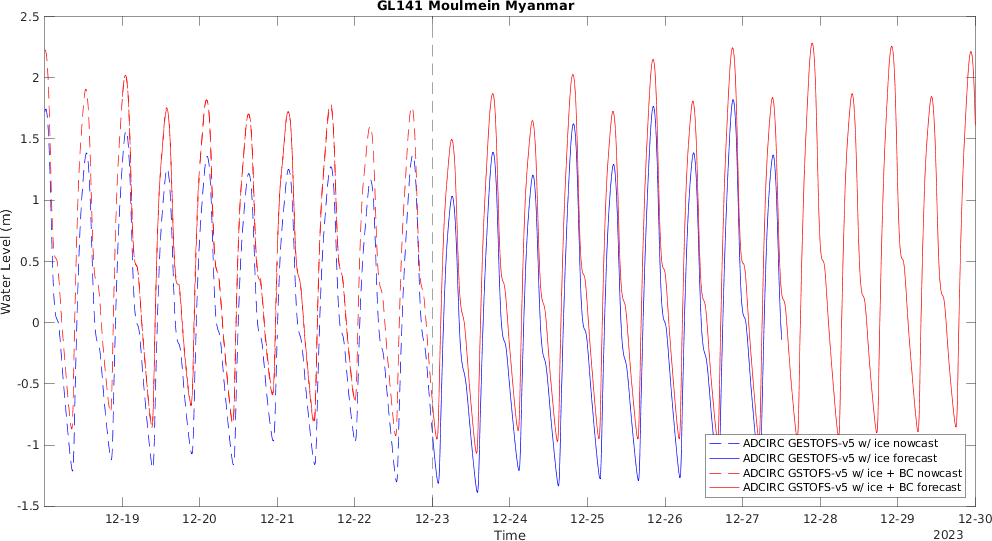 GL141 Moulmein Myanmar
2.5
2
1.5
1
0.5
0
-0.5
-1
-1.5
Water Level (m)
12-19 12-20 12-21 12-22 12-23 12-24 12-25 12-26 12-27 12-28 12-29 12-30
Time
2023
ADCIRC GESTOFS-v5 w/ ice nowcast
ADCIRC GESTOFS-v5 w/ ice forecast
ADCIRC GSTOFS-v5 w/ ice + BC nowcast
ADCIRC GSTOFS-v5 w/ ice + BC forecast